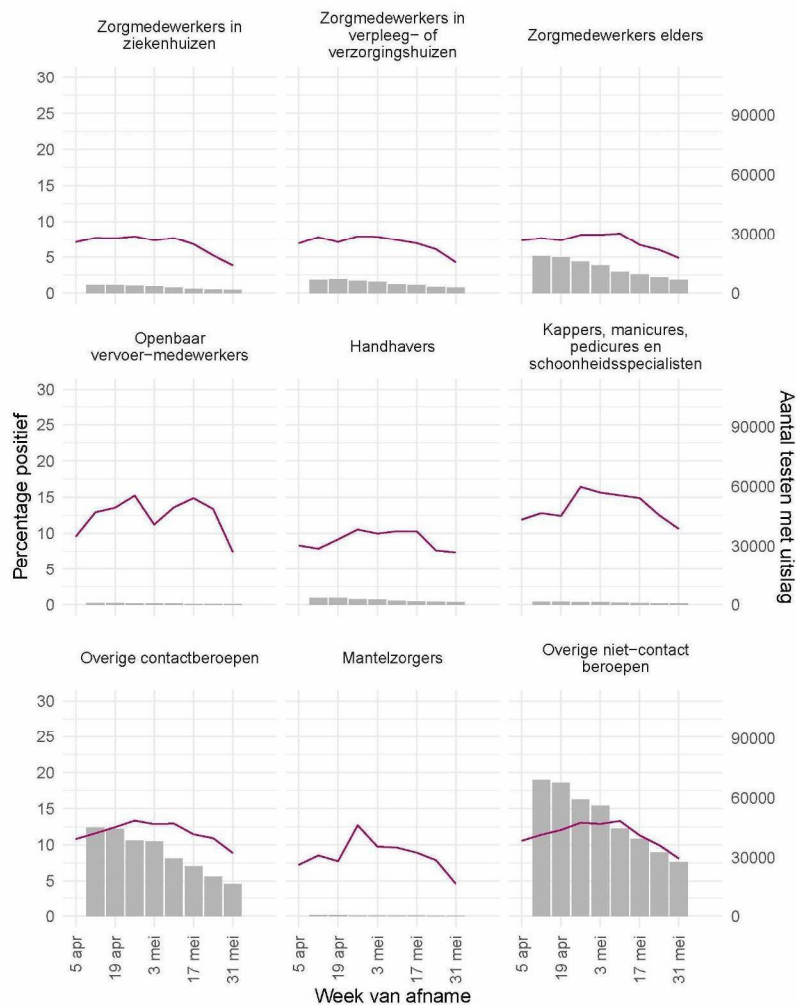 Zorgmedewerkers in
ziekenhuizen
Zorgmedewerkers in
verpleeg- of
verzorgingshuizen
Zorgmedewerkers elders
30
25
20
15
10
5
0
90000
60000
30000
0
Openbaar
vervoer-medewerkers
Handhavers
Kappers, manicures,
pedicures en
schoonheidsspecialisten
Percentage positief
30
25
20
15
10
5
0
90000
60000
30000
0
Aantal testen met uitslag
Overige contactberoepen
Mantelzorgers
Overige niet-contact
beroepen
30
25
20
15
10
5
0
90000
60000
30000
0
5 apr
19 apr
3 mei
17 mei
31 mei
5 apr
19 apr
3 mei
17 mei
31 mei
5 apr
19 apr
3 mei
17 mei
31 mei
Week van afname